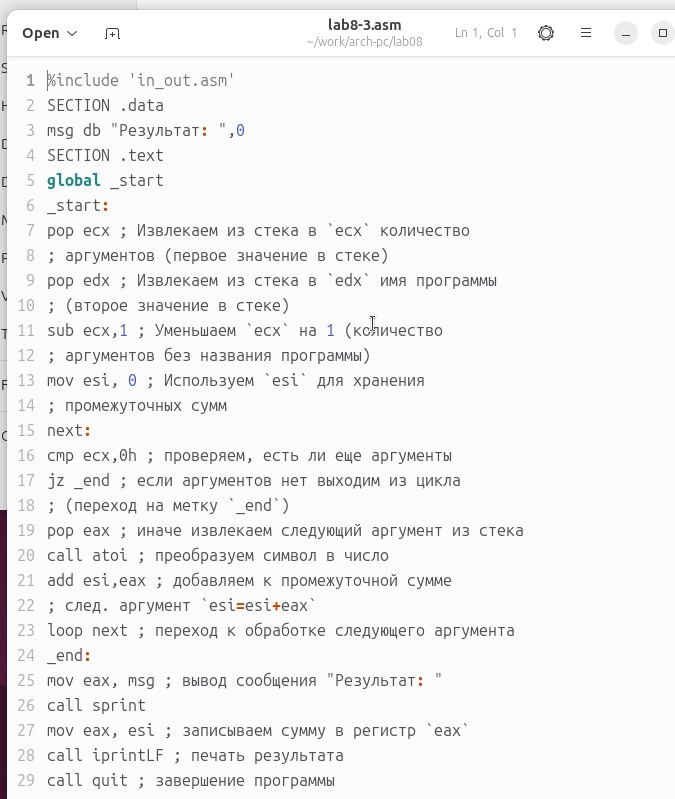 Open
lab8-3.asm
~/work/arch-pc/lab08
Ln 1, Col 1
1 %include 'in_out.asm'
2 SECTION .data
3 msg db "Результат: ",0
4 SECTION .text
5 global _start
6 _start:
7 pop ecx ; Извлекаем из стека в `ecx` количество
8 ; аргументов (первое значение в стеке)
9 pop edx ; Извлекаем из стека в `edx` имя программы
10 ; (второе значение в стеке)
11 sub ecx,1 ; Уменьшаем `ecx` на 1 (количество
12 ; аргументов без названия программы)
13 mov esi, 0 ; Используем `esi` для хранения
14 ; промежуточных сумм
15 next:
16 cmp ecx,0h ; проверяем, есть ли еще аргументы
17 jz _end ; если аргументов нет выходим из цикла
18 ; (переход на метку `_end`)
19 pop eax ; иначе извлекаем следующий аргумент из стека
20 call atoi ; преобразуем символ в число
21 add esi,eax ; добавляем к промежуточной сумме
22 ; след. аргумент `esi=esi+eax`
23 loop next ; переход к обработке следующего аргумента
24 _end:
25 mov eax, msg ; вывод сообщения "Результат: "
26 call sprint
27 mov eax, esi ; записываем сумму в регистр `eax`
28 call iprintLF ; печать результата
29 call quit ; завершение программы